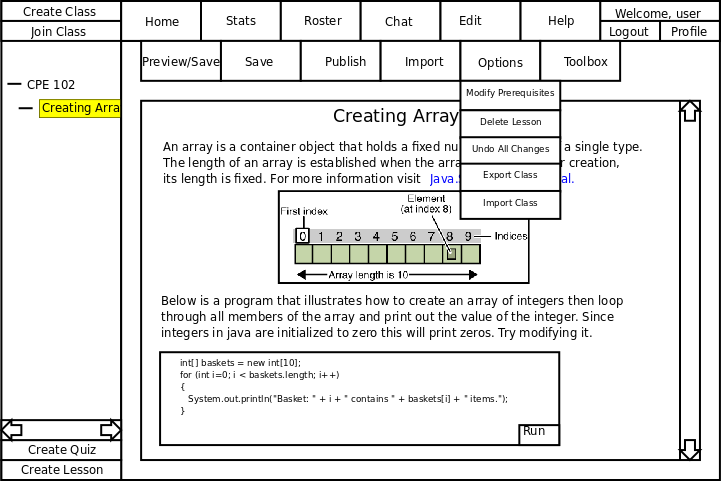 Create Class
Join Class
Home
Stats
Roster
Chat
Edit
Help
Welcome, user
Logout
Profile
Preview/Save
Save
Publish
Import
Options
Toolbox
CPE 102
Creating Arra
Modify Prerequisites
Delete Lesson
Undo All Changes
Export Class
Import Class
Creating Array
An array is a container object that holds a fixed a single type.
The length of an array is established when the creation,
its length is fixed. For more information visit
Element
(at index 8)
First index
0 1 2 3 4 5 6 7 8 9
Indices
Array length is 10
Below is a program that illustrates how to create an array of integers then loop
through all members of the array and print out the value of the integer. Since
integers in java are initialized to zero this will print zeros. Try modifying it.
int[] baskets = new int[10];
for (int i=0; i < baskets.length; i++)
{
System.out.println("Basket: " + i + " contains " + baskets[i] + " items.");
}
Run
Create Quiz
Create Lesson